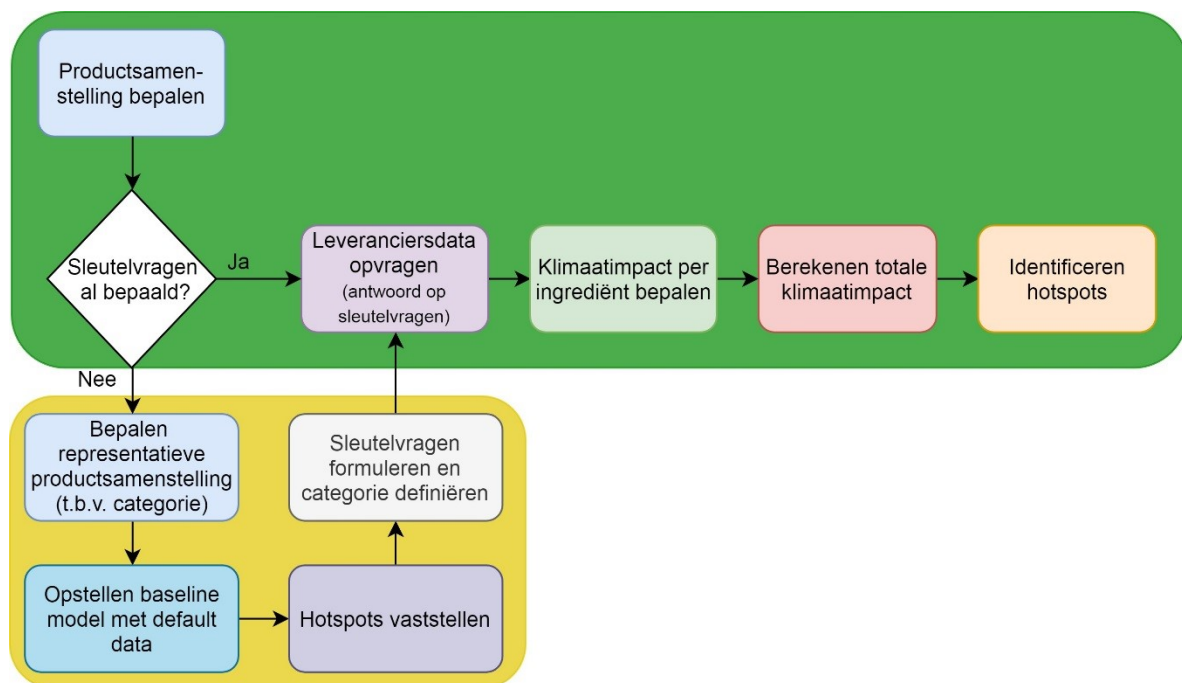 Productsamen-
stelling bepalen
Sleutelvragen
al bepaald?
Ja
Leveranciersdata
opvragen
(antwoord op
sleutelvragen)
Klimaatimpact per
ingrediënt bepalen
Berekenen totale
klimaatimpact
Identificeren
hotspots
Nee
Bepalen
representatieve
productsamenstelling
(t.b.v. categorie)
Opstellen baseline
model met default
data
Hotspots vaststellen
Sleutelvragen
formuleren en
categorie definiëren